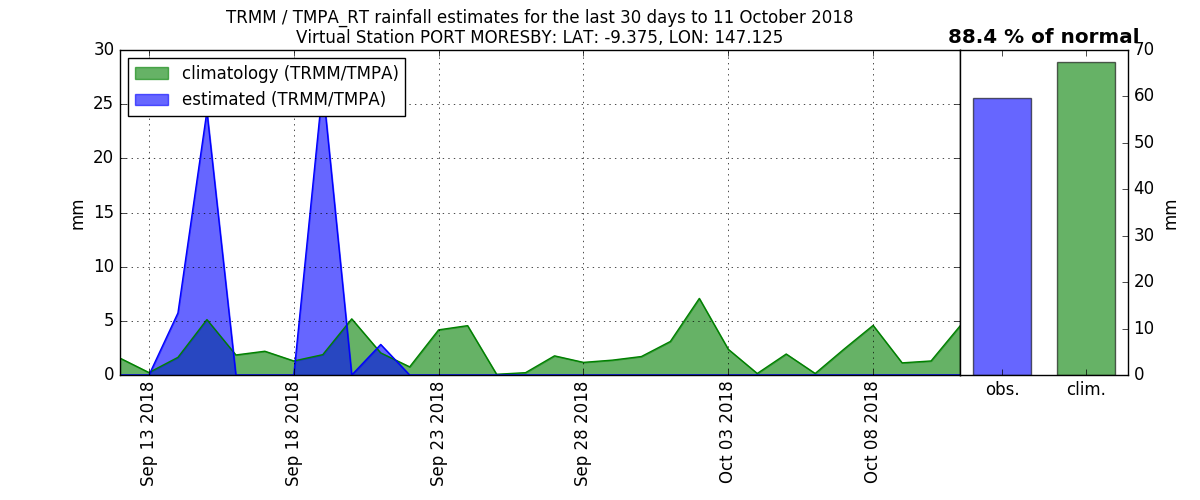 TRMM / TMPA_RT rainfall estimates for the last 30 days to 11 October 2018
Virtual Station PORT MORESBY: LAT: -9.375, LON: 147.125
88.4 % of normal
climatology (TRMM/TMPA)
estimated (TRMM/TMPA)
30
25
20
15
10
5
0
mm
Sep 13 2018
Sep 18 2018
Sep 23 2018
Sep 28 2018
Oct 03 2018
Oct 08 2018
70
60
50
40
30
20
10
0
mm
obs.
clim.